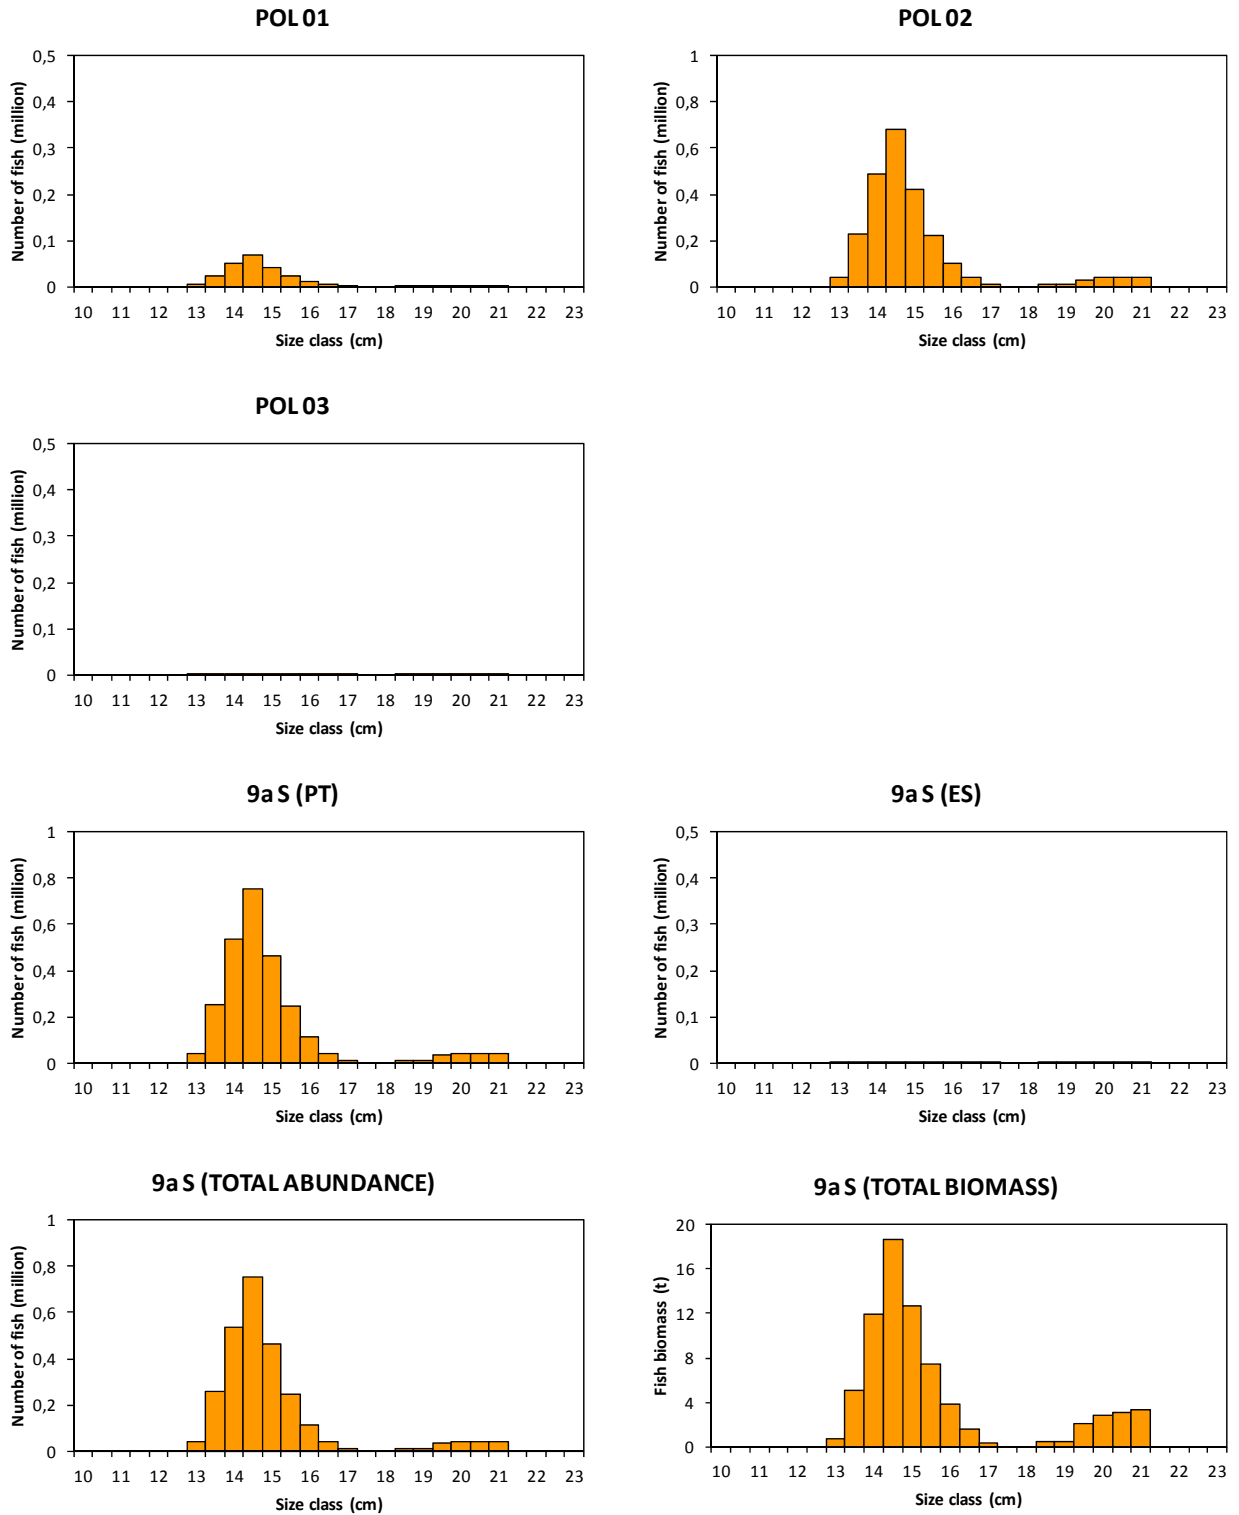 POL 01
0,5
0,4
0,3
0,2
0,1
0
Number of fish (million)
10 11 12 13 14 15 16 17 18 19 20 21 22 23
Size class (cm)
POL 02
1
0,8
0,6
0,4
0,2
0
Number of fish (million)
10 11 12 13 14 15 16 17 18 19 20 21 22 23
Size class (cm)
POL 03
0,5
0,4
0,3
0,2
0,1
0
Number of fish (million)
10 11 12 13 14 15 16 17 18 19 20 21 22 23
Size class (cm)
9a S (PT)
1
0,8
0,6
0,4
0,2
0
Number of fish (million)
10 11 12 13 14 15 16 17 18 19 20 21 22 23
Size class (cm)
9a S (ES)
0,5
0,4
0,3
0,2
0,1
0
Number of fish (million)
10 11 12 13 14 15 16 17 18 19 20 21 22 23
Size class (cm)
9a S (TOTAL ABUNDANCE)
1
0,8
0,6
0,4
0,2
0
Number of fish (million)
10 11 12 13 14 15 16 17 18 19 20 21 22 23
Size class (cm)
9a S (TOTAL BIOMASS)
20
16
12
8
4
0
Fish biomass (t)
10 11 12 13 14 15 16 17 18 19 20 21 22 23
Size class (cm)